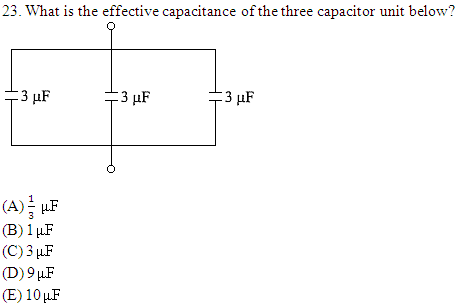 23. What is the effective capacitance of the three capacitor unit below?
3 μF 3 μF 3 μF
(A) 1/3 μF
(B) 1 μF
(C) 3 μF
(D) 9 μF
(E) 10 μF